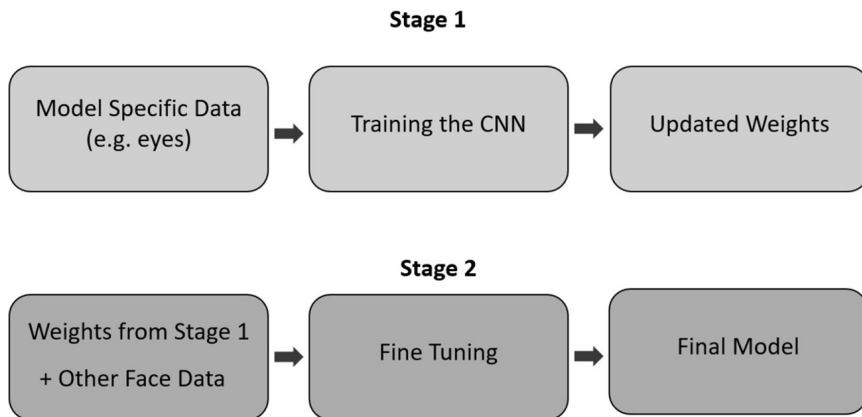 Stage 1
Model Specific Data
(e.g. eyes)
Training the CNN
Updated Weights
Stage 2
Weights from Stage 1
+ Other Face Data
Fine Tuning
Final Model